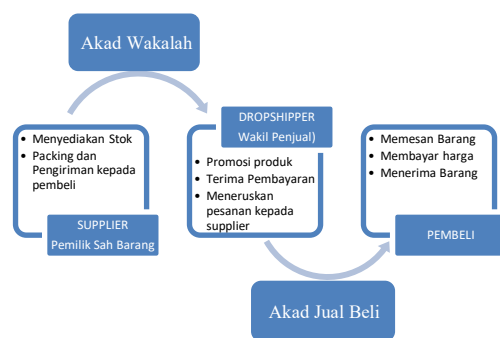 Akad Wakalah
• Menyediakan Stok
• Packing dan
Pengiriman kepada
pembeli
SUPPLIER
Pemilik Sah Barang
DROPSHIPPER
Wakil Penjual)
• Promosi produk
• Terima Pembayaran
• Meneruskan
pesanan kepada
supplier
• Memesan Barang
• Membayar harga
• Menerima Barang
PEMBELI
Akad Jual Beli